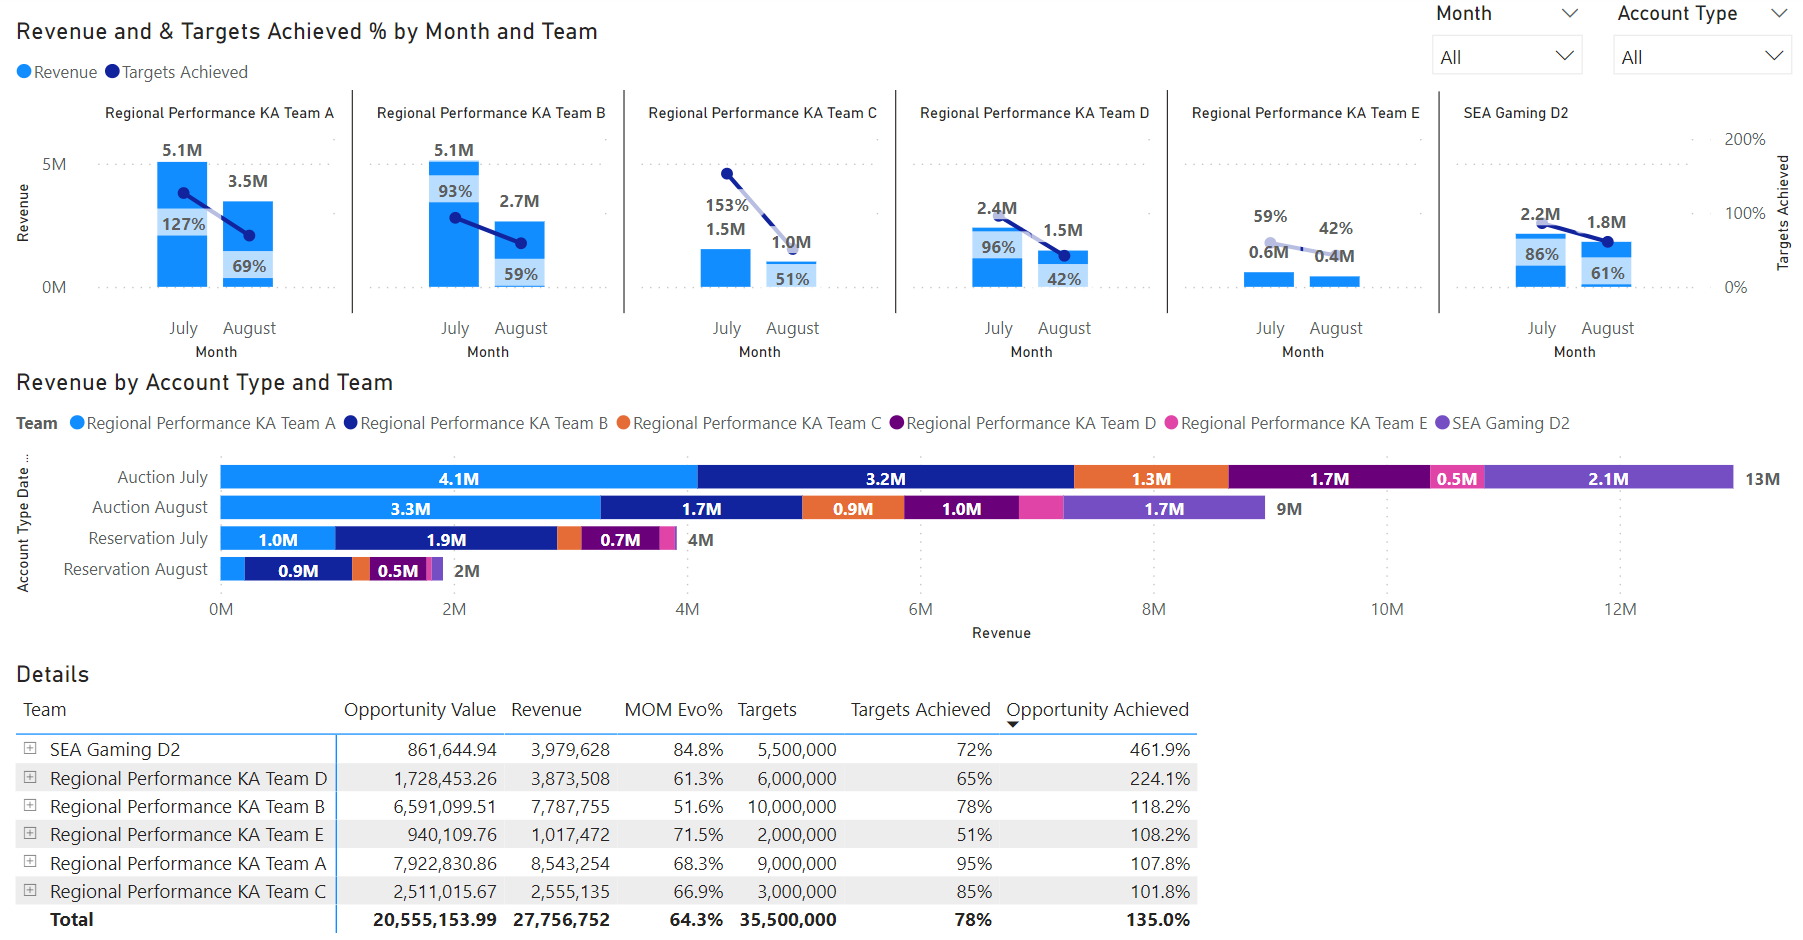 Month
Account Type
Revenue and & Targets Achieved % by Month and Team
All
All
Revenue Targets Achieved
Regional Performance KA Team A
Regional Performance KA Team B
Regional Performance KA Team C
Regional Performance KA Team D
Regional Performance KA Team E
SEA Gaming D2
Revenue
5M
0M
5.1M
3.5M
127%
69%
July August
Month
5.1M
93%
2.7M
59%
July August
Month
153%
1.5M
1.0M
51%
July August
Month
2.4M
96%
1.5M
42%
July August
Month
59%
42%
0.6M
0.4M
July August
Month
2.2M
1.8M
86%
61%
July August
Month
200%
100%
0%
Targets Achieved
Revenue by Account Type and Team
Team Regional Performance KA Team A Regional Performance KA Team B Regional Performance KA Team C Regional Performance KA Team D Regional Performance KA Team E SEA Gaming D2
Account Type Date ...
Auction July 4.1M 3.2M 1.3M 1.7M 0.5M 2.1M 13M
Auction August 3.3M 1.7M 0.9M 1.0M 1.7M 9M
Reservation July 1.0M 1.9M 0.7M 4M
Reservation August 0.9M 0.5M 2M
0M 2M 4M 6M 8M 10M 12M
Revenue
Details
Team Opportunity Value Revenue MOM Evo% Targets Targets Achieved Opportunity Achieved
SEA Gaming D2 861,644.94 3,979,628 84.8% 5,500,000 72% 461.9%
Regional Performance KA Team D 1,728,453.26 3,873,508 61.3% 6,000,000 65% 224.1%
Regional Performance KA Team B 6,591,099.51 7,787,755 51.6% 10,000,000 78% 118.2%
Regional Performance KA Team E 940,109.76 1,017,472 71.5% 2,000,000 51% 108.2%
Regional Performance KA Team A 7,922,830.86 8,543,254 68.3% 9,000,000 95% 107.8%
Regional Performance KA Team C 2,511,015.67 2,555,135 66.9% 3,000,000 85% 101.8%
Total 20,555,153.99 27,756,752 64.3% 35,500,000 78% 135.0%